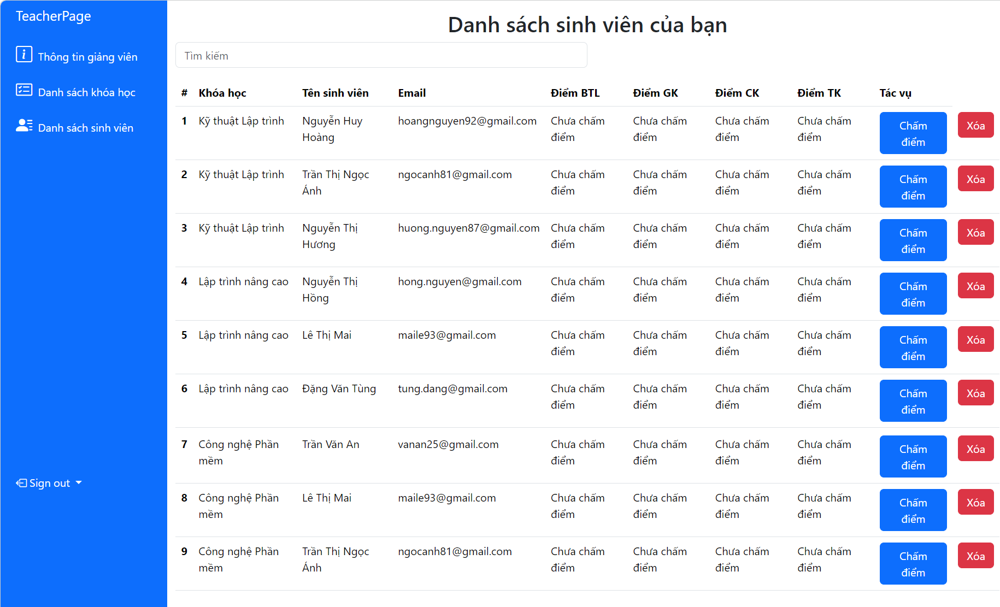 TeacherPage
Thông tin giảng viên
Danh sách khóa học
Danh sách sinh viên
Sign out
Danh sách sinh viên của bạn
Tìm kiếm
# Khóa học Tên sinh viên Email Điểm BTL Điểm GK Điểm CK Điểm TK Tác vụ
1 Kỹ thuật Lập trình Nguyễn Huy hoangnguyen92@gmail.com Chưa chấm Chưa chấm Chưa chấm Chưa chấm Chấm Xóa
Hoàng điểm điểm điểm điểm điểm
2 Kỹ thuật Lập trình Trần Thị Ngọc ngocanh81@gmail.com Chưa chấm Chưa chấm Chưa chấm Chưa chấm Chấm Xóa
Ánh điểm điểm điểm điểm điểm
3 Kỹ thuật Lập trình Nguyễn Thị huong.nguyen87@gmail.com Chưa chấm Chưa chấm Chưa chấm Chưa chấm Chấm Xóa
Hương điểm điểm điểm điểm điểm
4 Lập trình nâng cao Nguyễn Thị hong.nguyen@gmail.com Chưa chấm Chưa chấm Chưa chấm Chưa chấm Chấm Xóa
Hồng điểm điểm điểm điểm điểm
5 Lập trình nâng cao Lê Thị Mai maile93@gmail.com Chưa chấm Chưa chấm Chưa chấm Chưa chấm Chấm Xóa
điểm điểm điểm điểm điểm
6 Lập trình nâng cao Đặng Văn Tùng tung.dang@gmail.com Chưa chấm Chưa chấm Chưa chấm Chưa chấm Chấm Xóa
điểm điểm điểm điểm điểm
7 Công nghệ Phần Trần Văn An vanan25@gmail.com Chưa chấm Chưa chấm Chưa chấm Chưa chấm Chấm Xóa
mềm điểm điểm điểm điểm điểm
8 Công nghệ Phần Lê Thị Mai maile93@gmail.com Chưa chấm Chưa chấm Chưa chấm Chưa chấm Chấm Xóa
mềm điểm điểm điểm điểm điểm
9 Công nghệ Phần Trần Thị Ngọc ngocanh81@gmail.com Chưa chấm Chưa chấm Chưa chấm Chưa chấm Chấm Xóa
mềm Ánh điểm điểm điểm điểm điểm